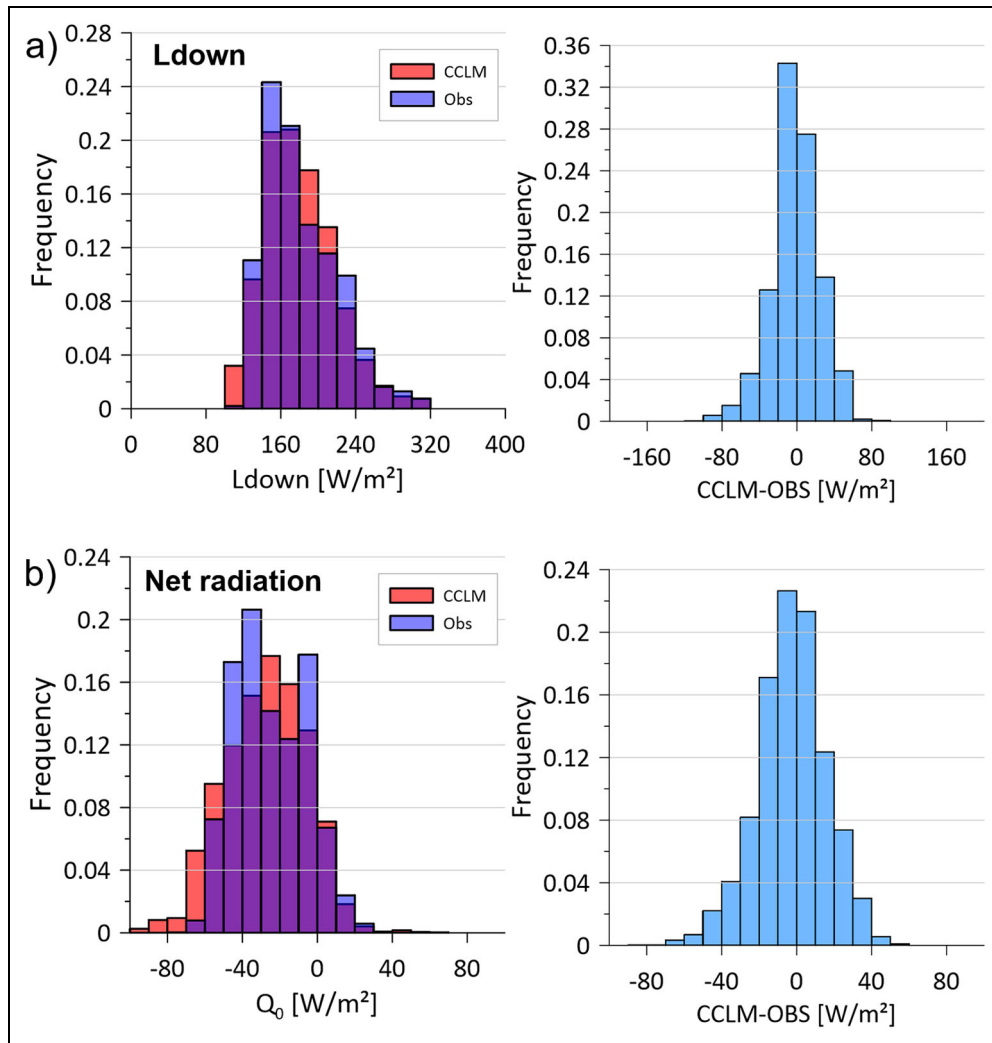 a)
Ldown
CCLM
Obs
Frequency
0.28
0.24
0.2
0.16
0.12
0.08
0.04
0
0 80 160 240 320 400
Ldown [W/m²]
Frequency
0.36
0.32
0.28
0.24
0.2
0.16
0.12
0.08
0.04
0
-160 -80 0 80 160
CCLM-OBS [W/m²]
b)
Net radiation
CCLM
Obs
Frequency
0.24
0.2
0.16
0.12
0.08
0.04
0
-80 -40 0 40 80
Q₀ [W/m²]
Frequency
0.24
0.2
0.16
0.12
0.08
0.04
0
-80 -40 0 40 80
CCLM-OBS [W/m²]